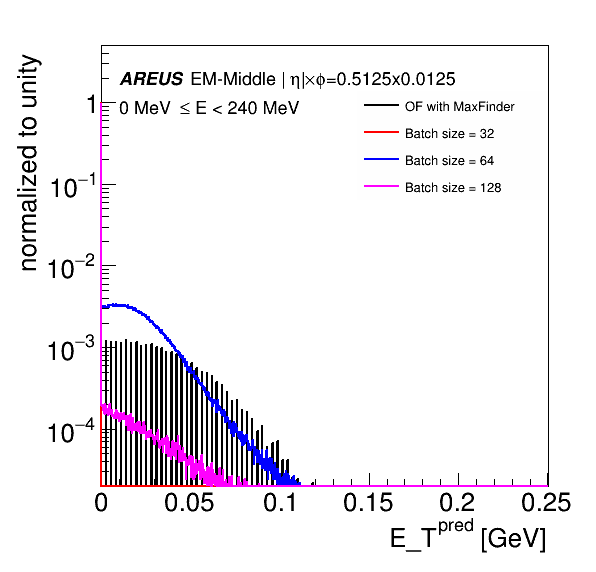 normalized to unity
AREUS EM-Middle | η|×ϕ=0.5125x0.0125
0 MeV ≤ E < 240 MeV
OF with MaxFinder
Batch size = 32
Batch size = 64
Batch size = 128
1
10−1
10−2
10−3
10−4
0 0.05 0.1 0.15 0.2 0.25
E_Tpred [GeV]